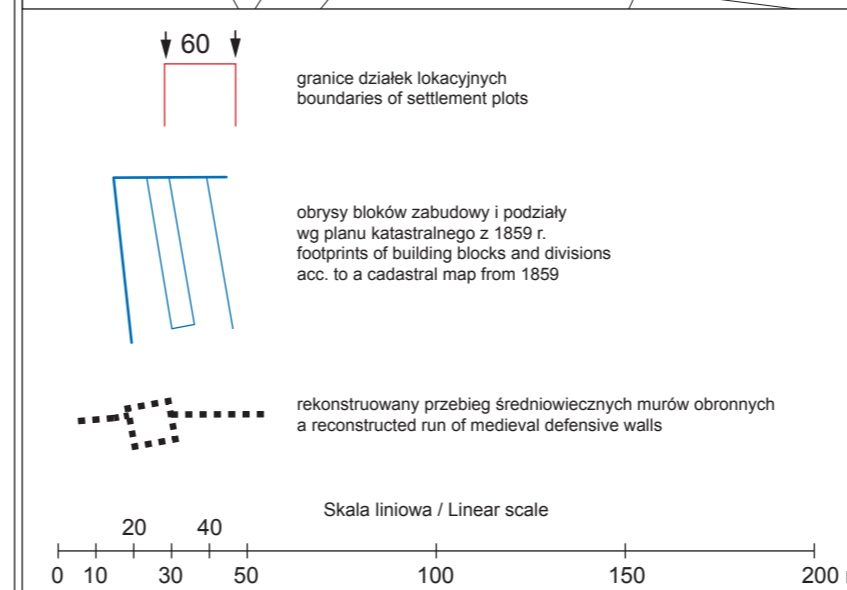 60
granice działek lokacyjnych
boundaries of settlement plots
obrysy bloków zabudowy i podziały
wg planu katastralnego z 1859 r.
footprints of building blocks and divisions
acc. to a cadastral map from 1859
rekonstruowany przebieg średniowiecznych murów obronnych
a reconstructed run of medieval defensive walls
Skala liniowa / Linear scale
20 40
0 10 30 50 100 150 200